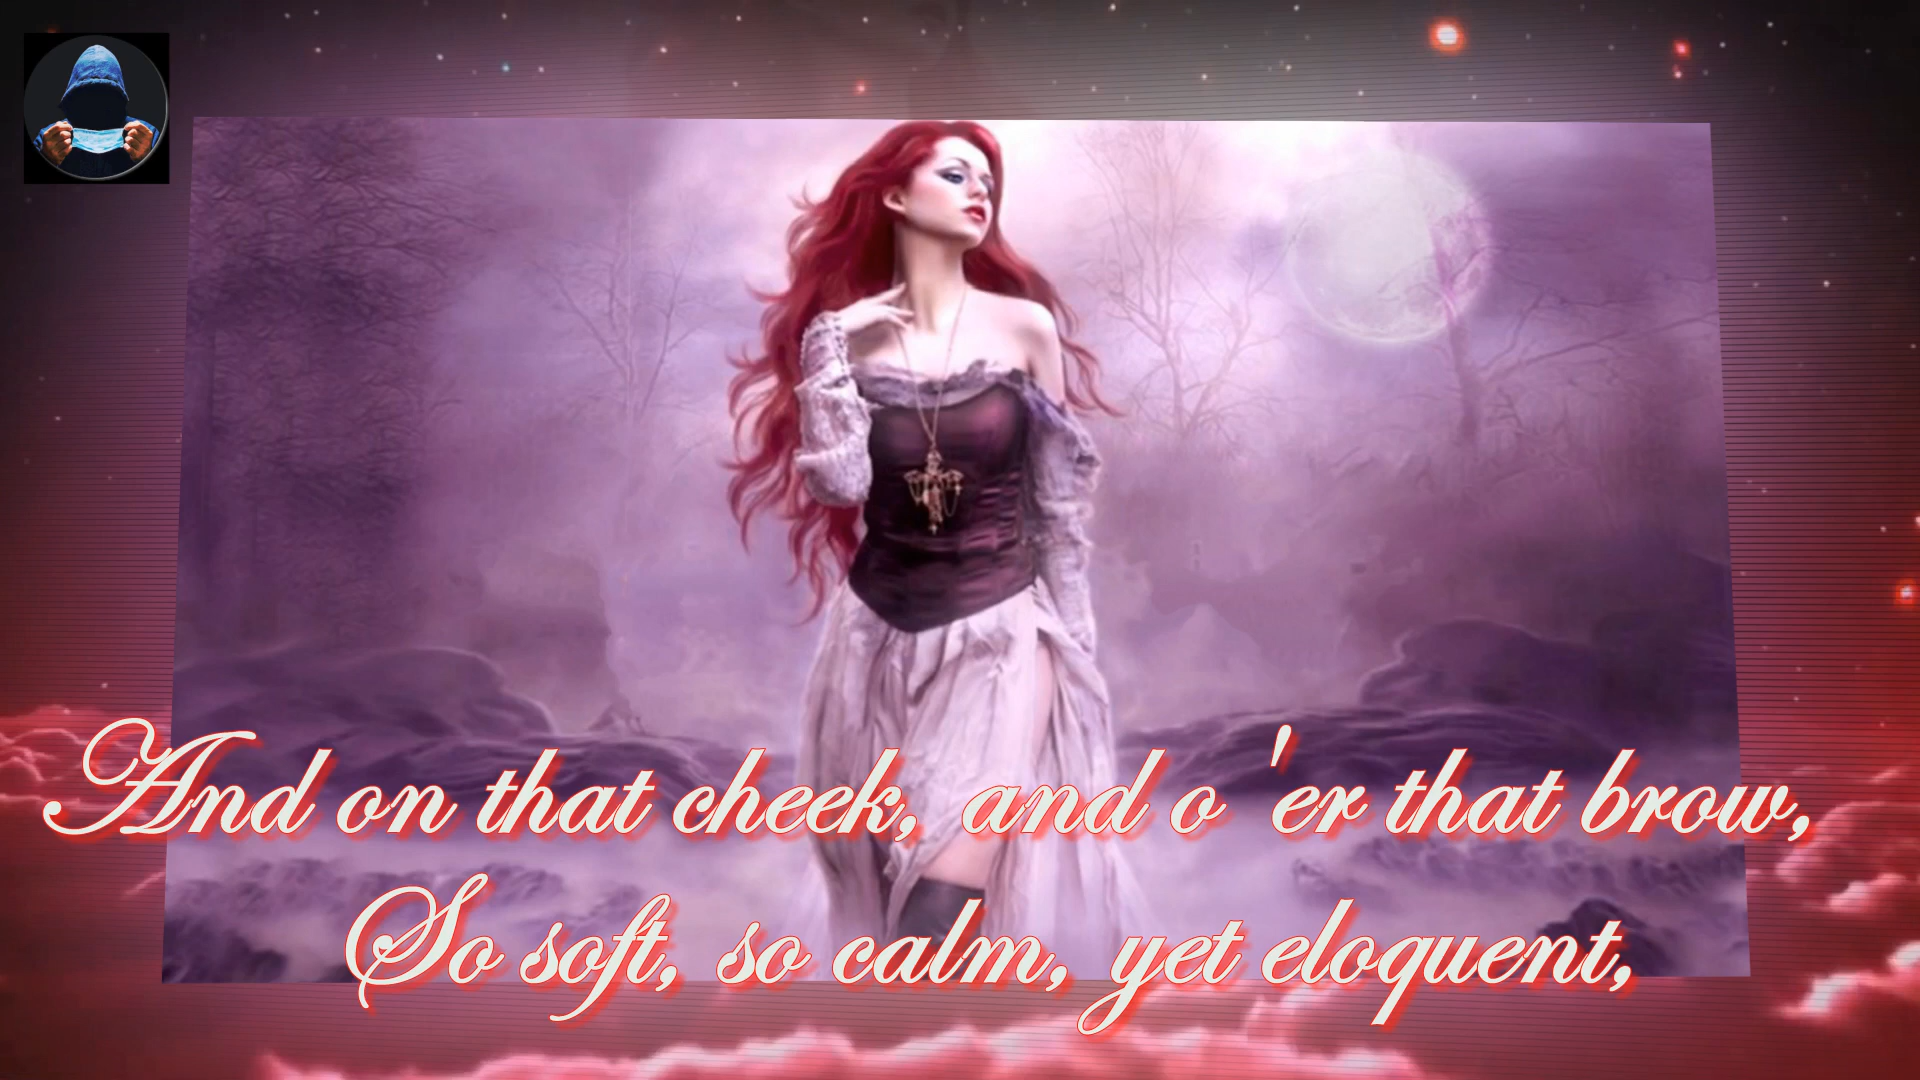 And on that cheek, and o'er that brow,
So soft, so calm, yet eloquent,